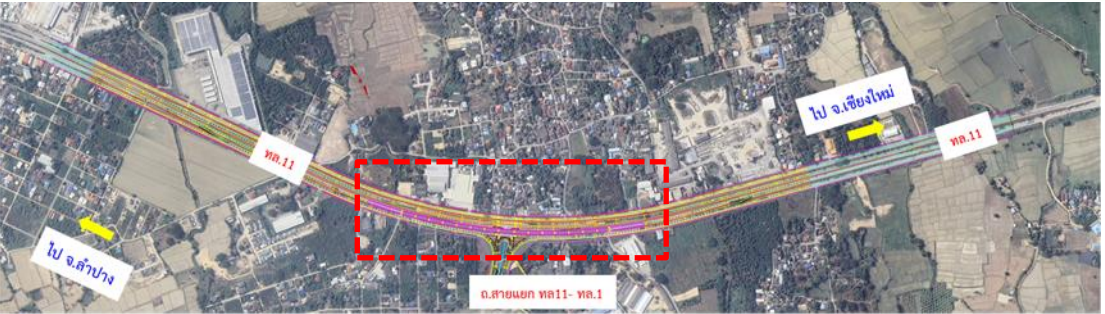 ไป จ.เชียงใหม่
ทล.11
ทล.11
ไป จ.ลำปาง
ถ.สายแยก ทล11- ทล.1